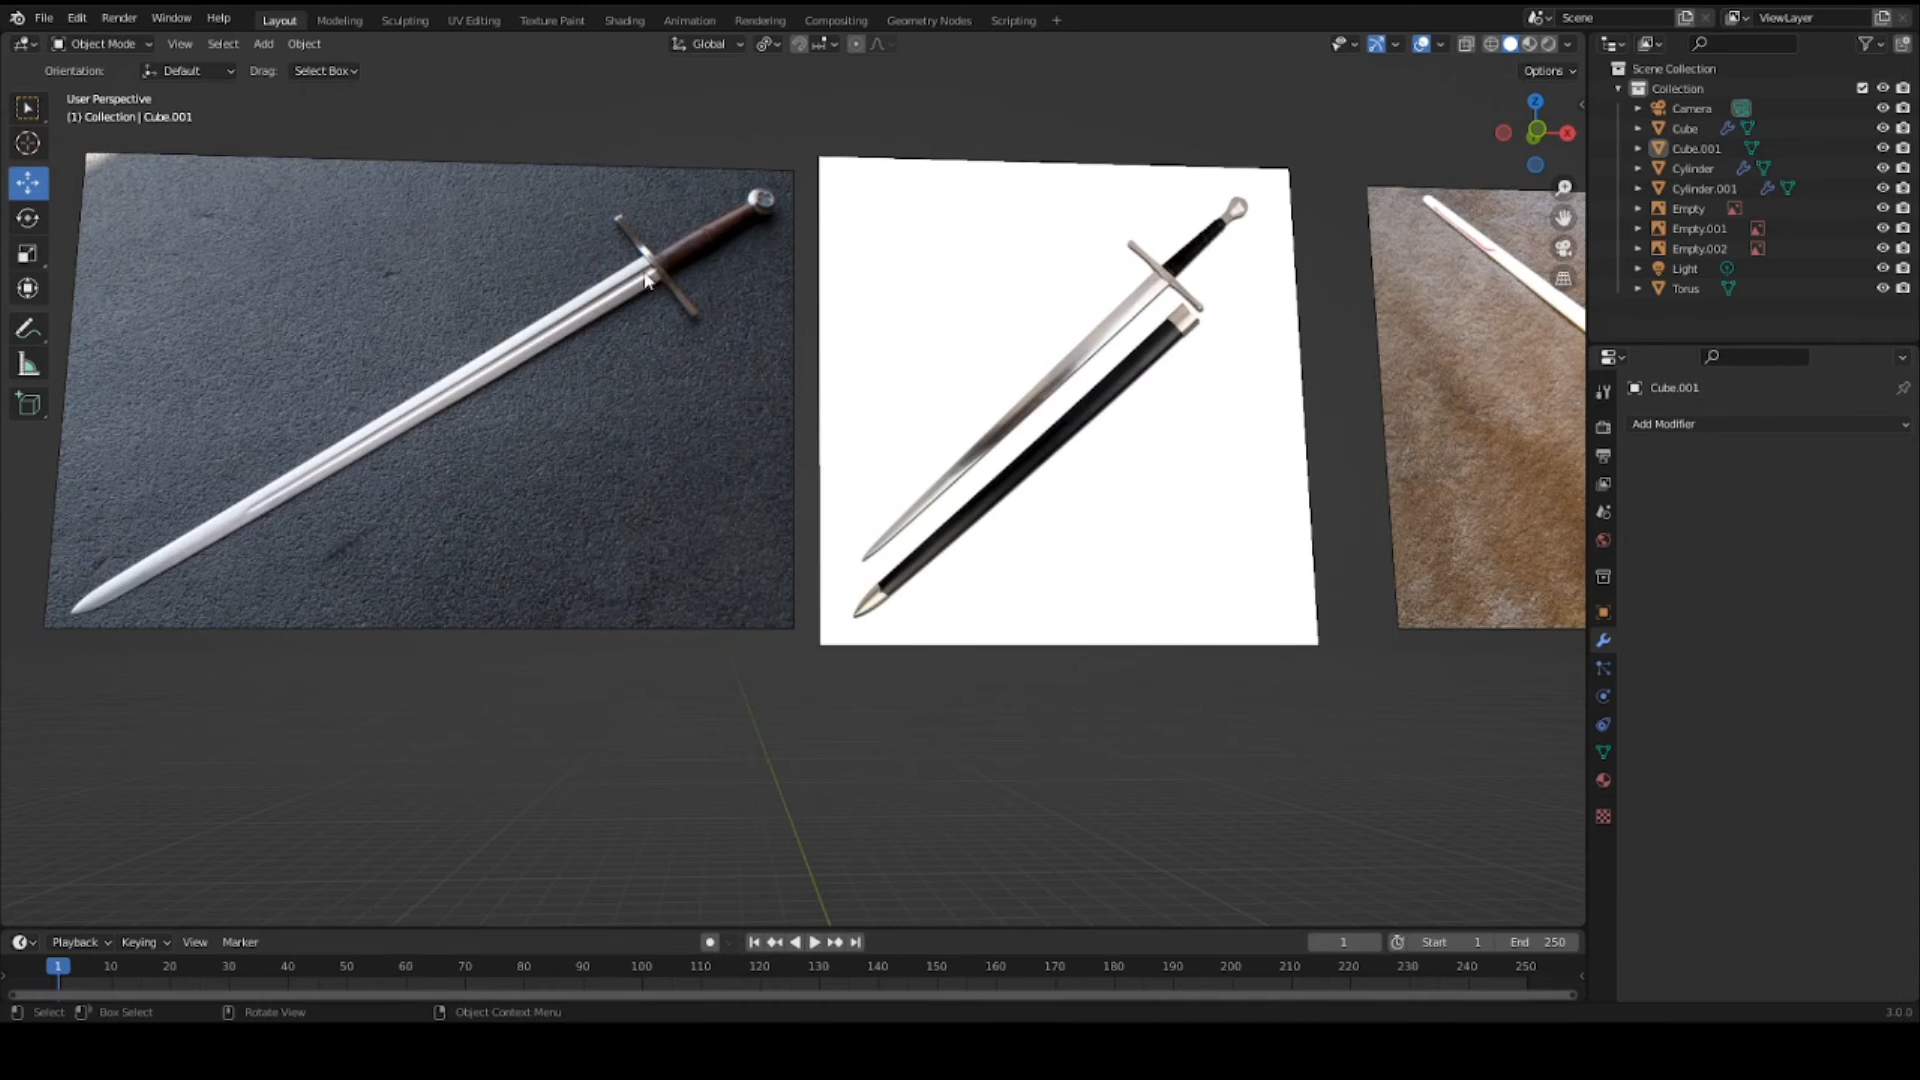 File Edit Render Window Help
Layout Modeling Sculpting UV Editing Texture Paint Shading Animation Rendering Compositing Geometry Nodes Scripting +
Scene
ViewLayer
Object Mode View Select Add Object
Global
Orientation: Default Drag: Select Box
Options
User Perspective
(1) Collection | Cube.001
Z
X
Scene Collection
Collection
Camera
Cube
Cube.001
Cylinder
Cylinder.001
Empty
Empty.001
Empty.002
Light
Torus
Cube.001
Add Modifier
Playback Keying View Marker
1 Start 1 End 250
1 10 20 30 40 50 60 70 80 90 100 110 120 130 140 150 160 170 180 190 200 210 220 230 240 250
Select Box Select Rotate View Object Context Menu
3.0.0